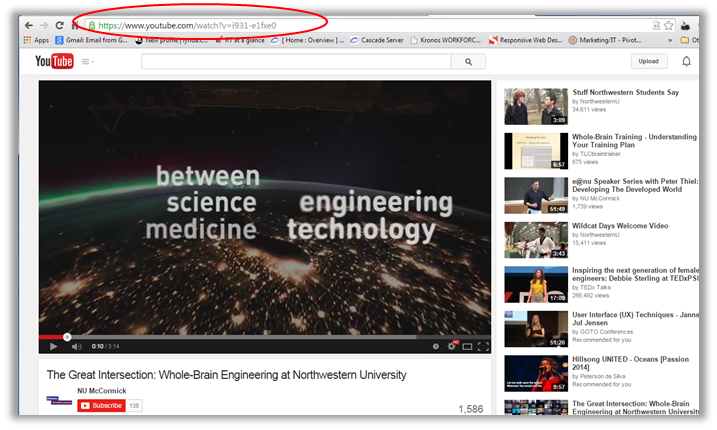 https://www.youtube.com/watch?v=i931-e1fxe0
Apps Gmail: Email from G... New profile | lynda.c... RT at a glance [ Home : Overview ] ... Cascade Server Kronos WORKFORC... Responsive Web Des... Marketing/IT - Pivot... » Ot
YouTube
Upload
between
science engineering
medicine technology
0:10 / 3:14
The Great Intersection: Whole-Brain Engineering at Northwestern University
NU McCormick
Subscribe 138
1,586
Stuff Northwestern Students Say
by NorthwesternU
34,611 views
3:09
Whole-Brain Training - Understanding
Your Training Plan
by TLCbraintrainer
675 views
6:57
e@nu Speaker Series with Peter Thiel:
Developing The Developed World
by NU McCormick
1,739 views
51:49
Wildcat Days Welcome Video
by NorthwesternU
15,411 views
3:43
Inspiring the next generation of female
engineers: Debbie Sterling at TEDxPSU
by TEDx Talks
266,492 views
17:09
User Interface (UX) Techniques - Janne
Jul Jensen
by GOTO Conferences
Recommended for you
51:20
Hillsong UNITED - Oceans [Passion
2014]
by Peterson da Silva
Recommended for you
9:57
The Great Intersection: Whole-Brain
Engineering at Northwestern University